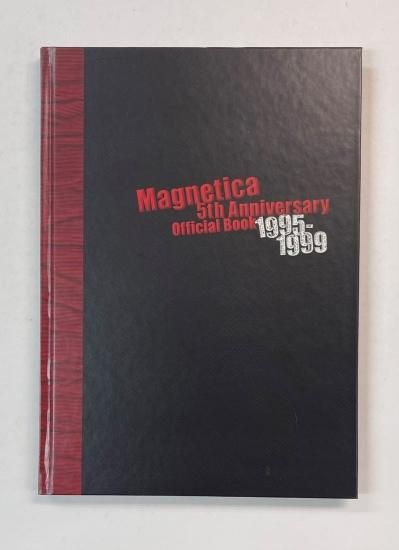 Magnetica
5th Anniversary
Official Book 1995-
1999